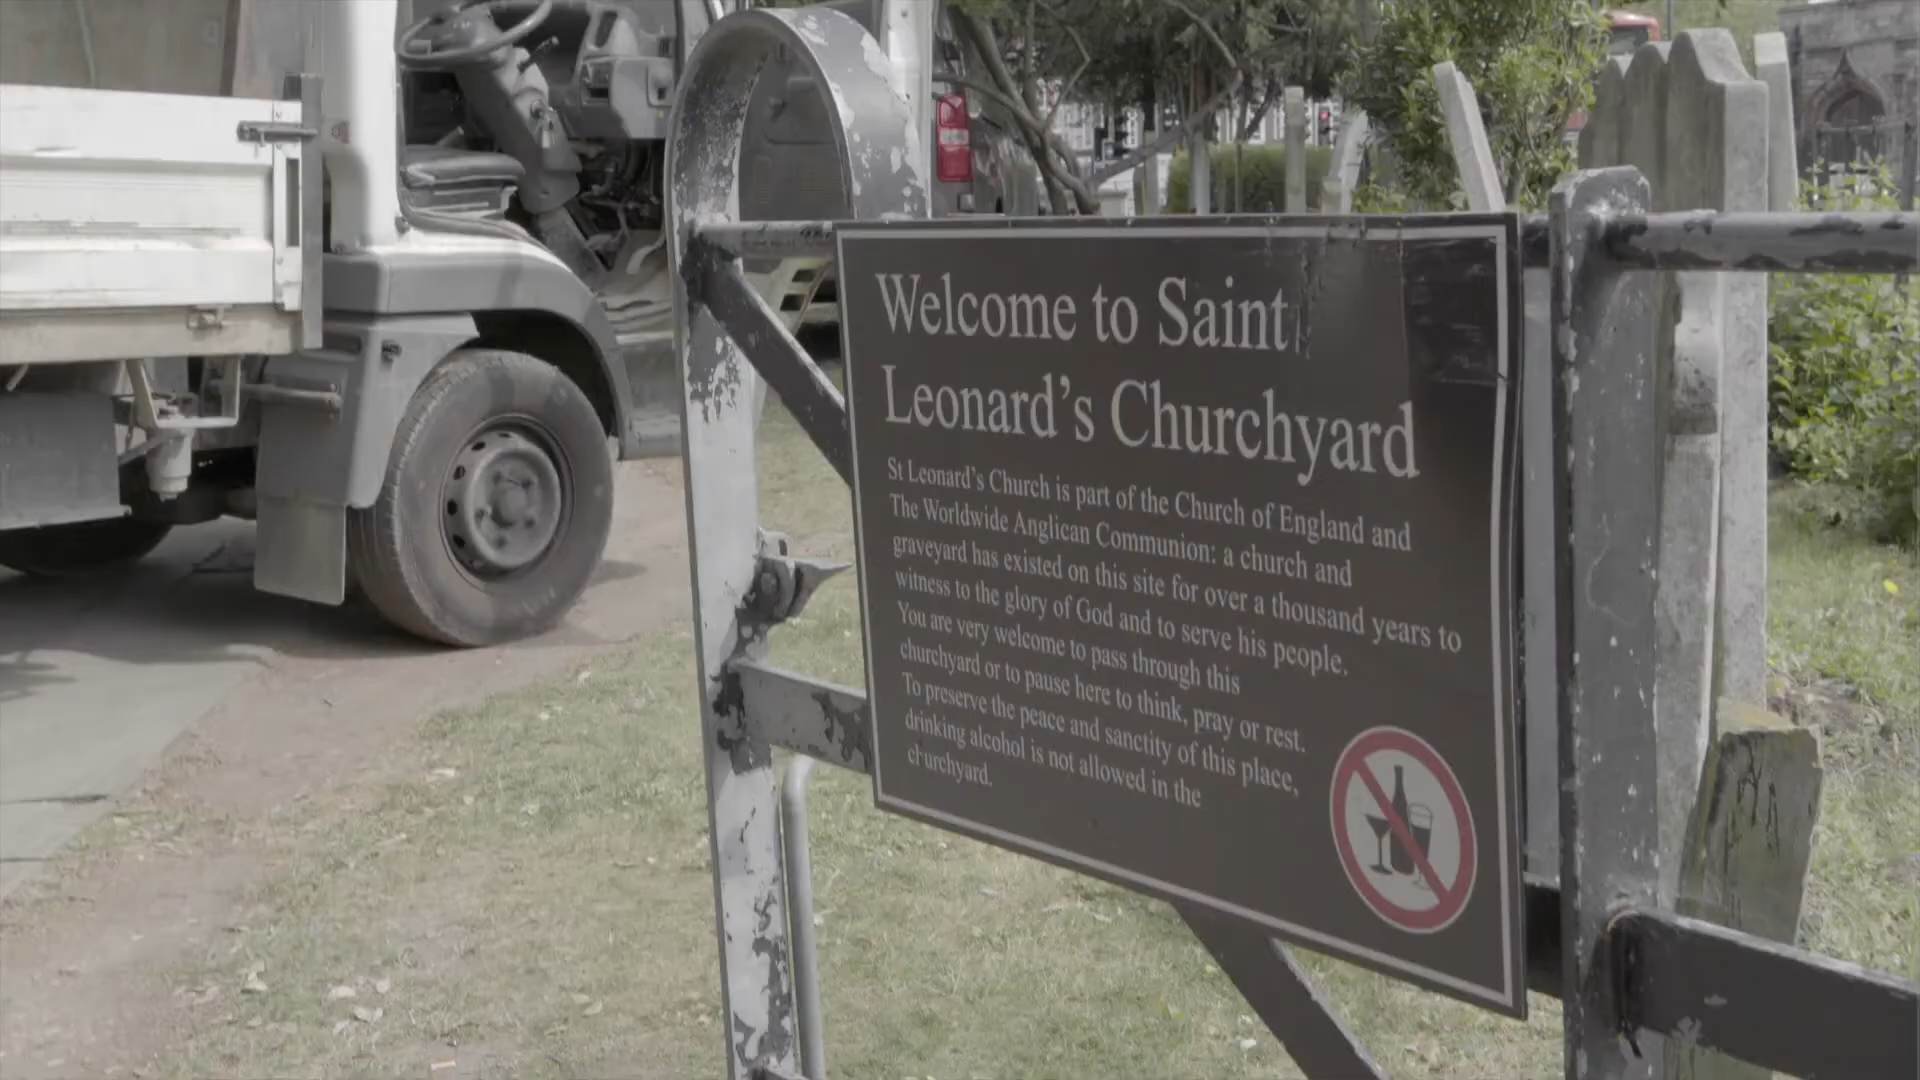 Welcome to Saint
Leonard's Churchyard
St Leonard's Church is part of the Church of England and
The Worldwide Anglican Communion: a church and
graveyard has existed on this site for over a thousand years to
witness to the glory of God and to serve his people.
You are very welcome to pass through this
churchyard or to pause here to think, pray or rest.
To preserve the peace and sanctity of this place,
drinking alcohol is not allowed in the
churchyard.